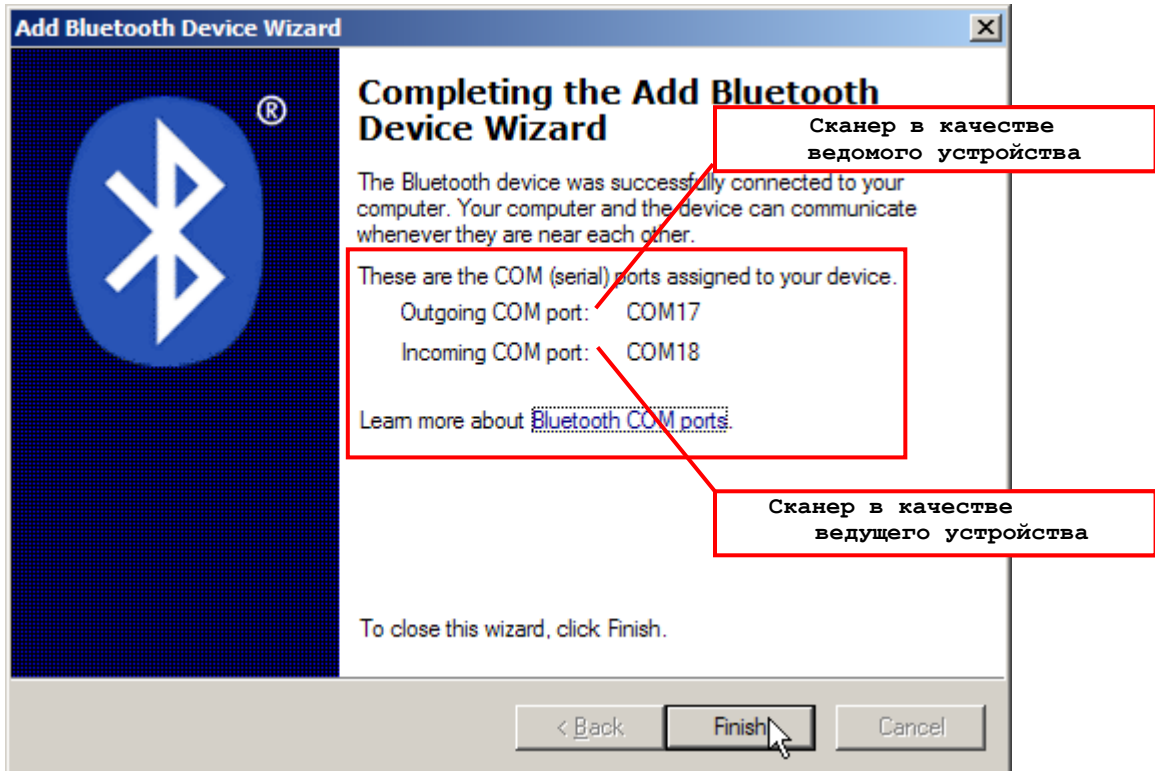 Add Bluetooth Device Wizard
®
Completing the Add Bluetooth
Device Wizard
Сканер в качестве
ведомого устройства
The Bluetooth device was successfully connected to your
computer. Your computer and the device can communicate
whenever they are near each other.
These are the COM (serial) ports assigned to your device.
Outgoing COM port: COM17
Incoming COM port: COM18
Learn more about Bluetooth COM ports.
Сканер в качестве
ведущего устройства
To close this wizard, click Finish.
< Back
Finish
Cancel